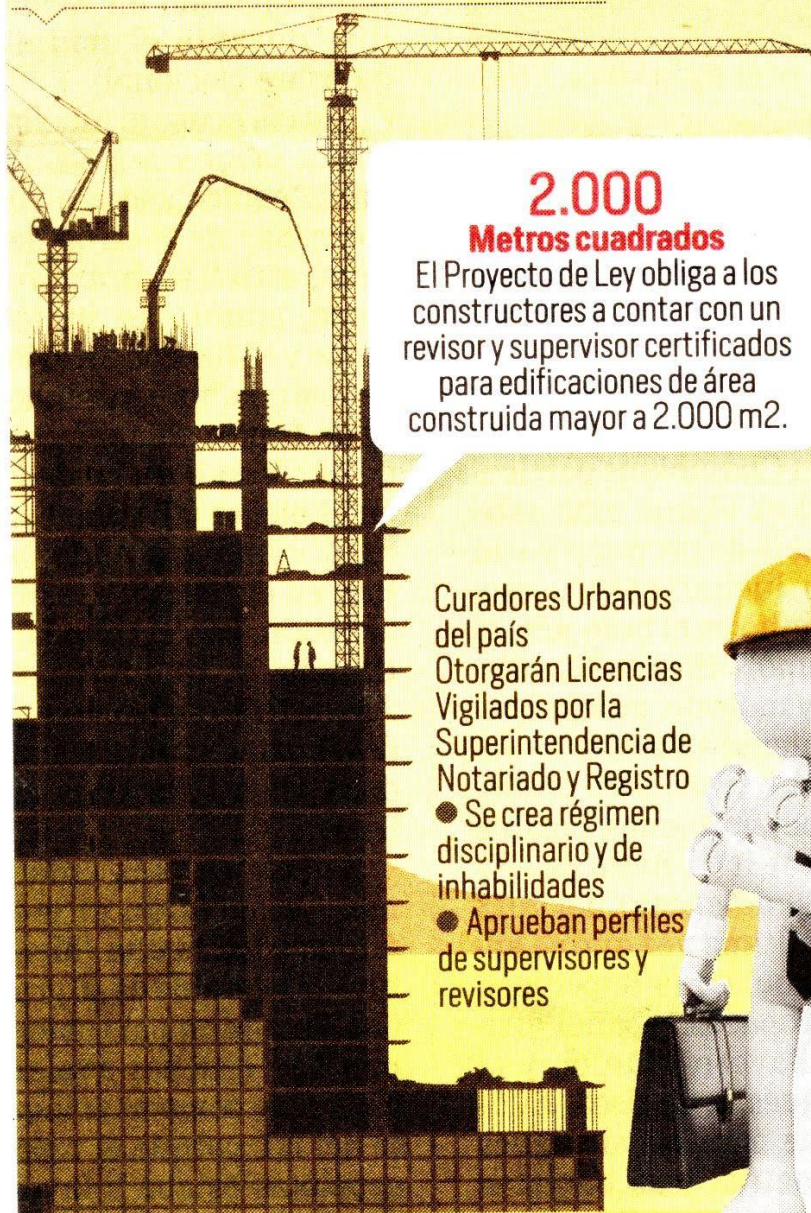 2.000
Metros cuadrados
El Proyecto de Ley obliga a los
constructores a contar con un
revisor y supervisor certificados
para edificaciones de área
construida mayor a 2.000 m2.
Curadores Urbanos
del país
Otorgarán Licencias
Vigilados por la
Superintendencia de
Notariado y Registro
● Se crea régimen
disciplinario y de
inhabilidades
● Aprueban perfiles
de supervisores y
revisores